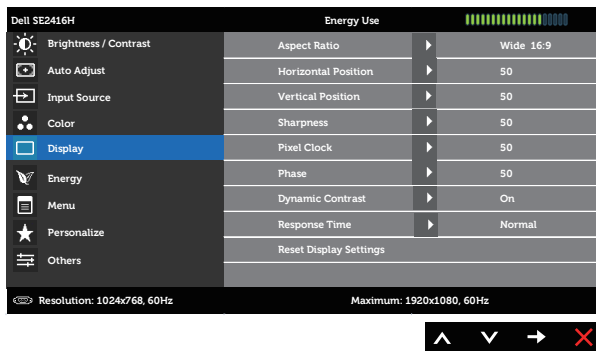 Dell SE2416H Energy Use
Brightness / Contrast
Auto Adjust
Input Source
Color
Display
Energy
Menu
Personalize
Others
Aspect Ratio Wide 16:9
Horizontal Position 50
Vertical Position 50
Sharpness 50
Pixel Clock 50
Phase 50
Dynamic Contrast On
Response Time Normal
Reset Display Settings
Resolution: 1024x768, 60Hz Maximum: 1920x1080, 60Hz